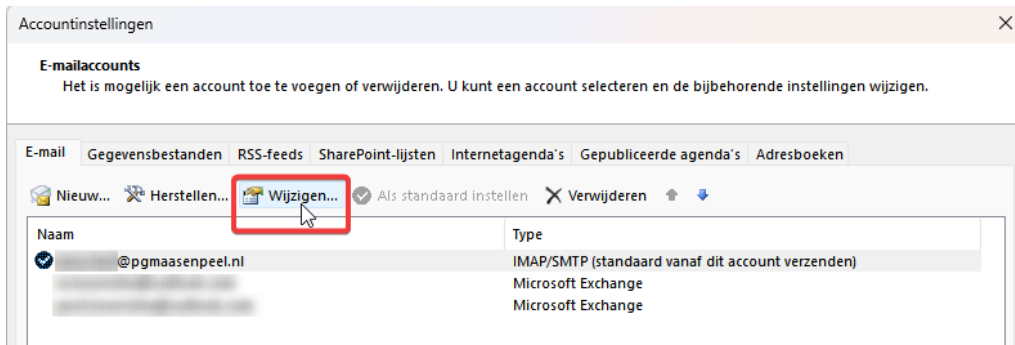 Accountinstellingen
E-mailaccounts
Het is mogelijk een account toe te voegen of verwijderen. U kunt een account selecteren en de bijbehorende instellingen wijzigen.
E-mail Gegevensbestanden RSS-feeds SharePoint-lijsten Internetagenda's Gepubliceerde agenda's Adresboeken
Nieuw... Herstellen... Wijzigen... Als standaard instellen Verwijderen
Naam Type
@pgmaasenpeel.nl IMAP/SMTP (standaard vanaf dit account verzenden)
Microsoft Exchange
Microsoft Exchange